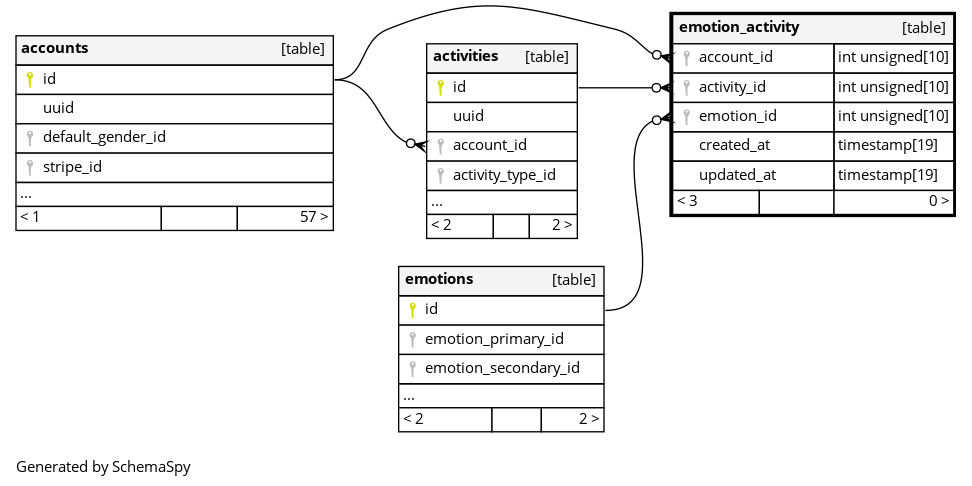 accounts [table]
id
uuid
default_gender_id
stripe_id
...
< 1 57 >
activities [table]
id
uuid
account_id
activity_type_id
...
< 2 2 >
emotions [table]
id
emotion_primary_id
emotion_secondary_id
...
< 2 2 >
emotion_activity [table]
account_id int unsigned[10]
activity_id int unsigned[10]
emotion_id int unsigned[10]
created_at timestamp[19]
updated_at timestamp[19]
< 3 0 >
Generated by SchemaSpy